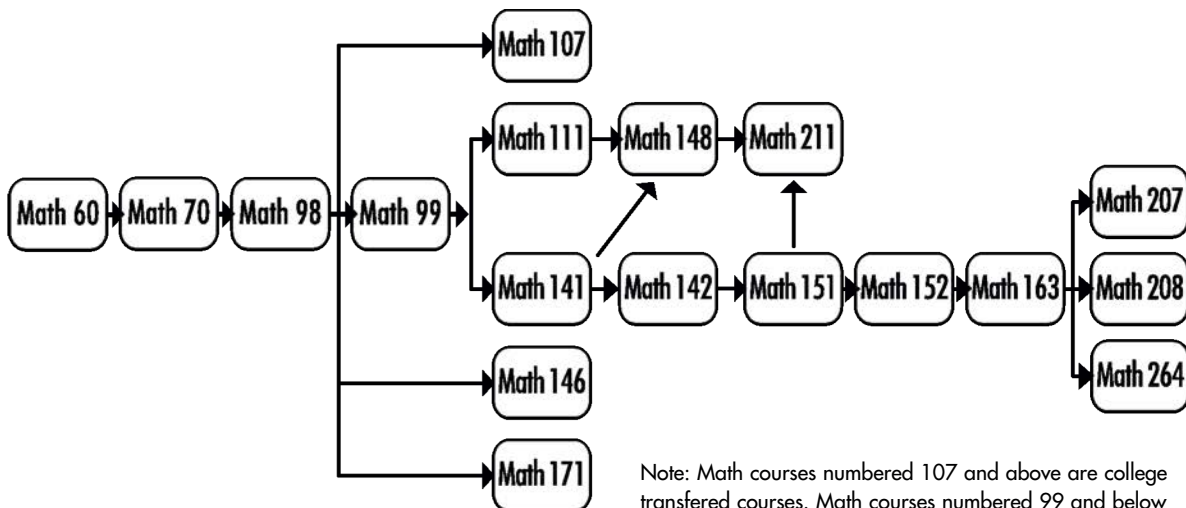 Math 107
Math 111
Math 148
Math 211
Math 60
Math 70
Math 98
Math 99
Math 207
Math 141
Math 142
Math 151
Math 152
Math 163
Math 208
Math 146
Math 264
Math 171
Note: Math courses numbered 107 and above are college
transfered courses. Math courses numbered 99 and below